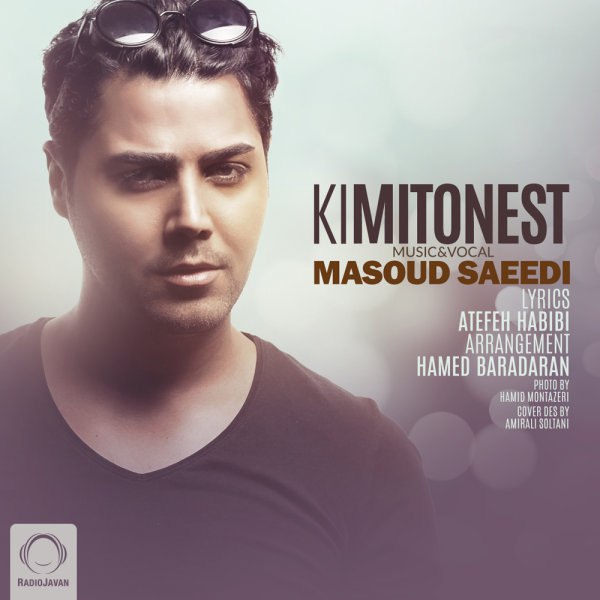 KIMITONEST
MUSIC&VOCAL
MASOUD SAEEDI
LYRICS
ATEFEH HABIBI
ARRANGEMENT
HAMED BARADARAN
PHOTO BY
HAMID MONTAZERI
COVER DES BY
AMIRALI SOLTANI
RADIOJAVAN